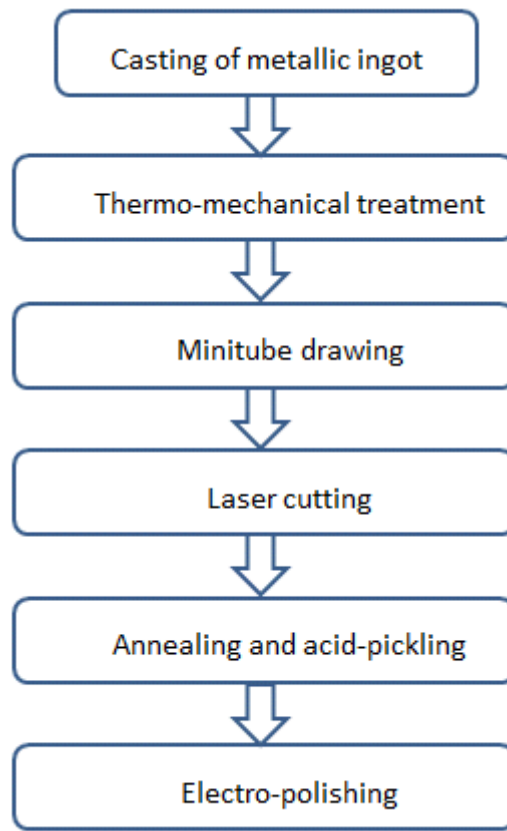 Casting of metallic ingot
Thermo-mechanical treatment
Minitube drawing
Laser cutting
Annealing and acid-pickling
Electro-polishing